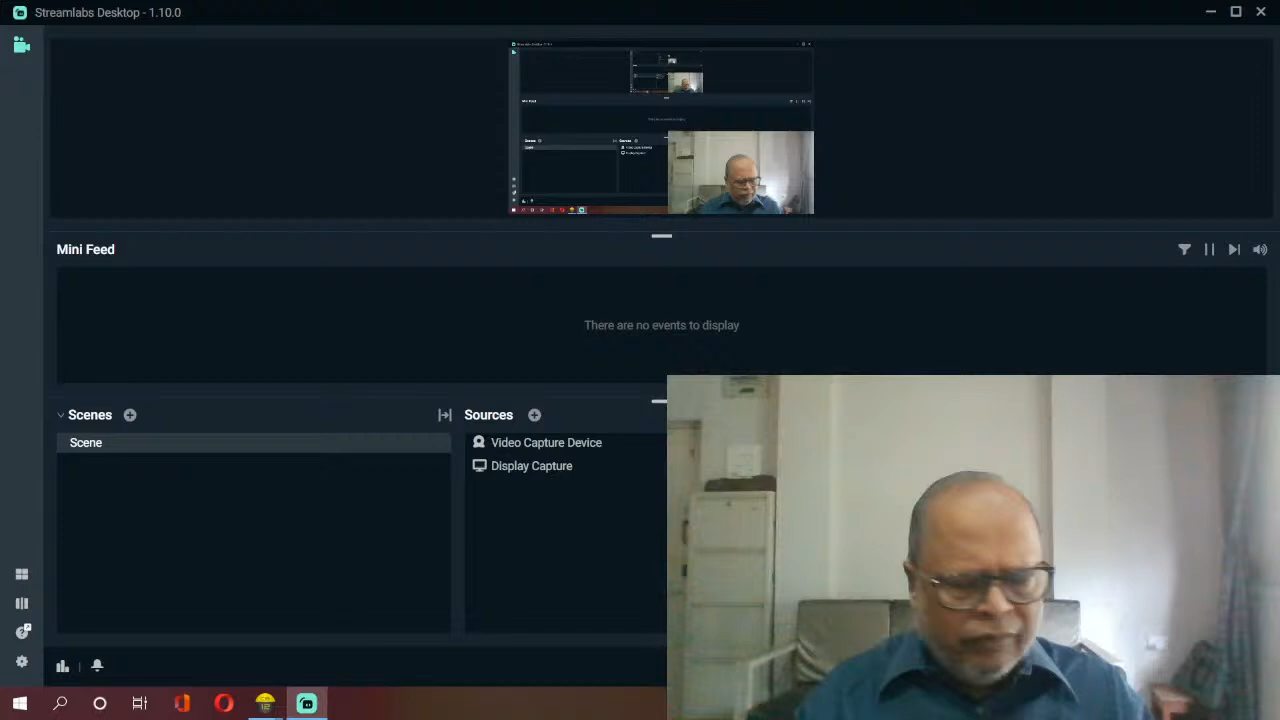 Streamlabs Desktop - 1.10.0
Mini Feed
There are no events to display
Scenes
Sources
Scene
Video Capture Device
Display Capture